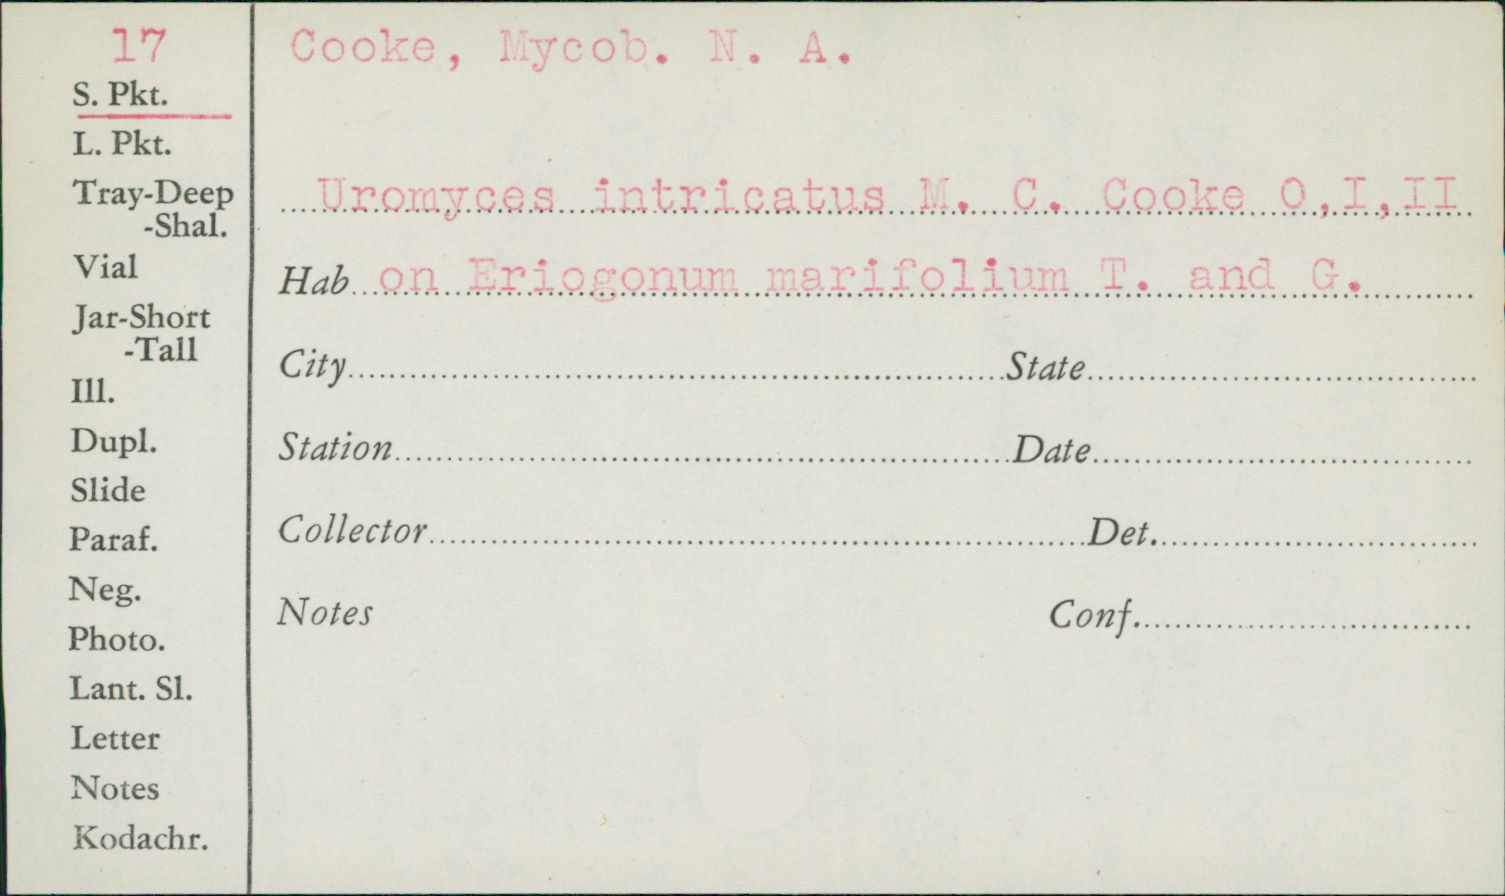 17
S. Pkt.
L. Pkt.
Tray-Deep
-Shal.
Vial
Jar-Short
-Tall
Ill.
Dupl.
Slide
Paraf.
Neg.
Photo.
Lant. Sl.
Letter
Notes
Kodachr.
Cooke, Mycob. N. A.
Uromyces intricatus M. C. Cooke O,I,II
Hab on Eriogonum marifolium T. and G.
City State
Station Date
Collector Det.
Notes Conf.